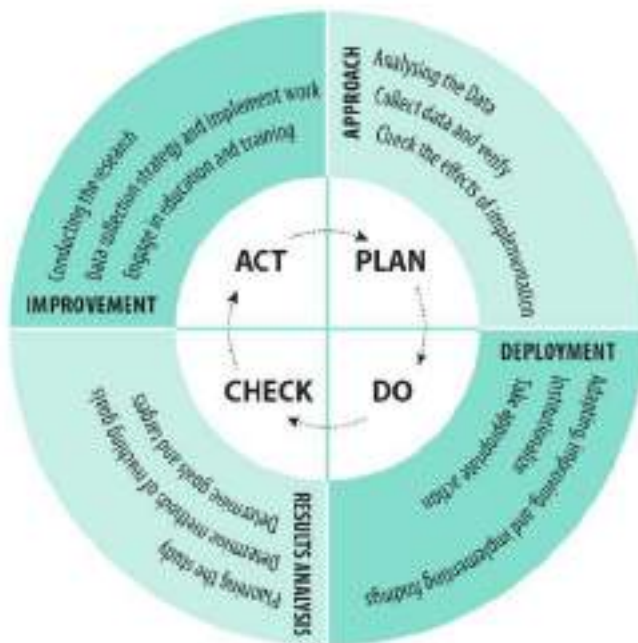 APPROACH
Analysing the Data
Collect data and verify
Check the effects of implementation
PLAN
DEPLOYMENT
Adapting improving and implementing findings
Institutionalize
Take appropriate action
DO
RESULTS ANALYSIS
Determine goals and targets
Determine methods of reaching goals
Planning the study
CHECK
IMPROVEMENT
Conducting the research
Data collection strategy and implement work
Engage in education and training
ACT